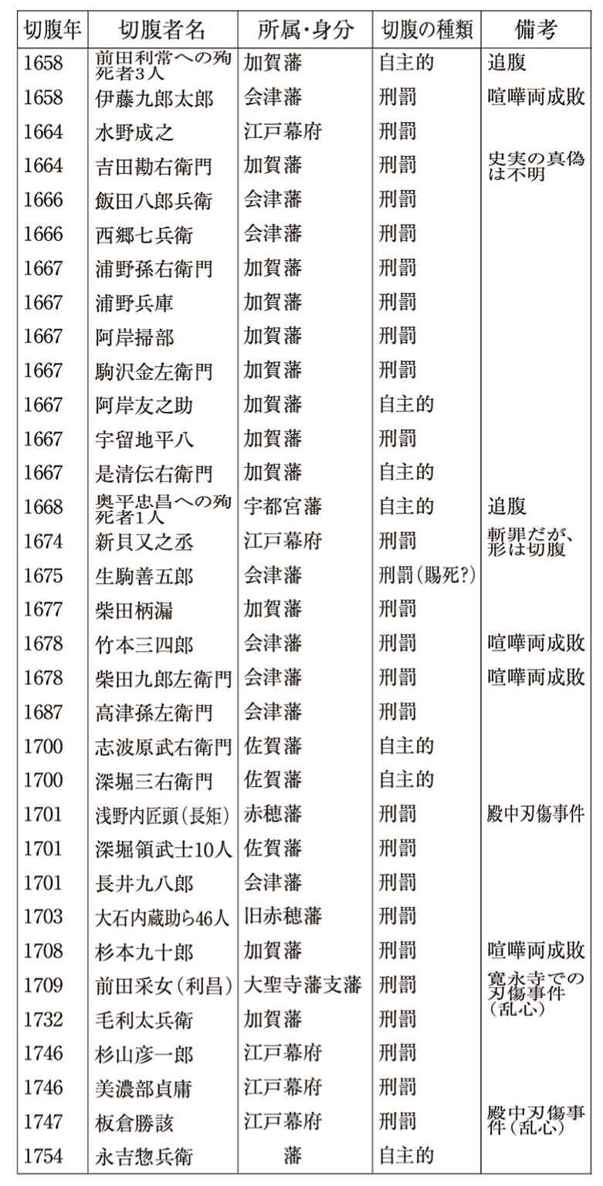 切腹年 切腹者名 所属・身分 切腹の種類 備考
1658 前田利常への殉死者3人 加賀藩 自主的 追腹
1658 伊藤九郎太郎 会津藩 刑罰 喧嘩両成敗
1664 水野成之 江戸幕府 刑罰
1664 吉田勘右衛門 加賀藩 刑罰 史実の真偽は不明
1666 飯田八郎兵衛 会津藩 刑罰
1666 西郷七兵衛 会津藩 刑罰
1667 浦野孫右衛門 加賀藩 刑罰
1667 浦野兵庫 加賀藩 刑罰
1667 阿岸掃部 加賀藩 刑罰
1667 駒沢金左衛門 加賀藩 刑罰
1667 阿岸友之助 加賀藩 自主的
1667 宇留地平八 加賀藩 刑罰
1667 是清伝右衛門 加賀藩 自主的
1668 奥平忠昌への殉死者1人 宇都宮藩 自主的 追腹
1674 新貝又之丞 江戸幕府 刑罰 斬罪だが、形は切腹
1675 生駒善五郎 会津藩 刑罰(賜死?)
1677 柴田柄漏 加賀藩 刑罰
1678 竹本三四郎 会津藩 刑罰 喧嘩両成敗
1678 柴田九郎左衛門 会津藩 刑罰 喧嘩両成敗
1687 高津孫左衛門 会津藩 刑罰
1700 志波原武右衛門 佐賀藩 自主的
1700 深堀三右衛門 佐賀藩 自主的
1701 浅野内匠頭(長矩) 赤穂藩 刑罰 殿中刃傷事件
1701 深堀領武士10人 佐賀藩 刑罰
1701 長井九八郎 会津藩 刑罰
1703 大石内蔵助ら46人 旧赤穂藩 刑罰
1708 杉本九十郎 加賀藩 刑罰 喧嘩両成敗
1709 前田采女(利昌) 大聖寺藩支藩 刑罰 寛永寺での刃傷事件(乱心)
1732 毛利太兵衛 加賀藩 刑罰
1746 杉山彦一郎 江戸幕府 刑罰
1746 美濃部貞庸 江戸幕府 刑罰
1747 板倉勝該 江戸幕府 刑罰 殿中刃傷事件(乱心)
1754 永吉惣兵衛 藩 自主的